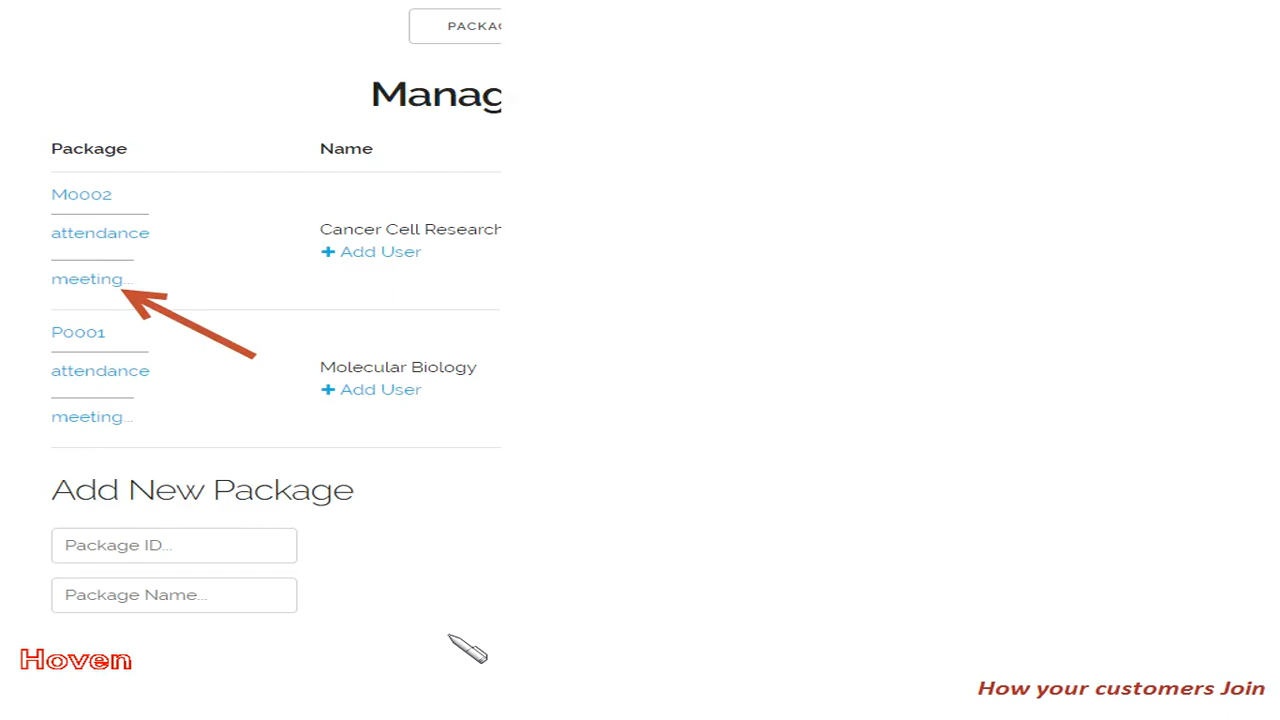 PACKA
Manag
Package Name
M0002
attendance
Cancer Cell Research
+ Add User
meeting...
P0001
attendance
Molecular Biology
+ Add User
meeting...
Add New Package
Package ID...
Package Name...
Hoven
How your customers Join